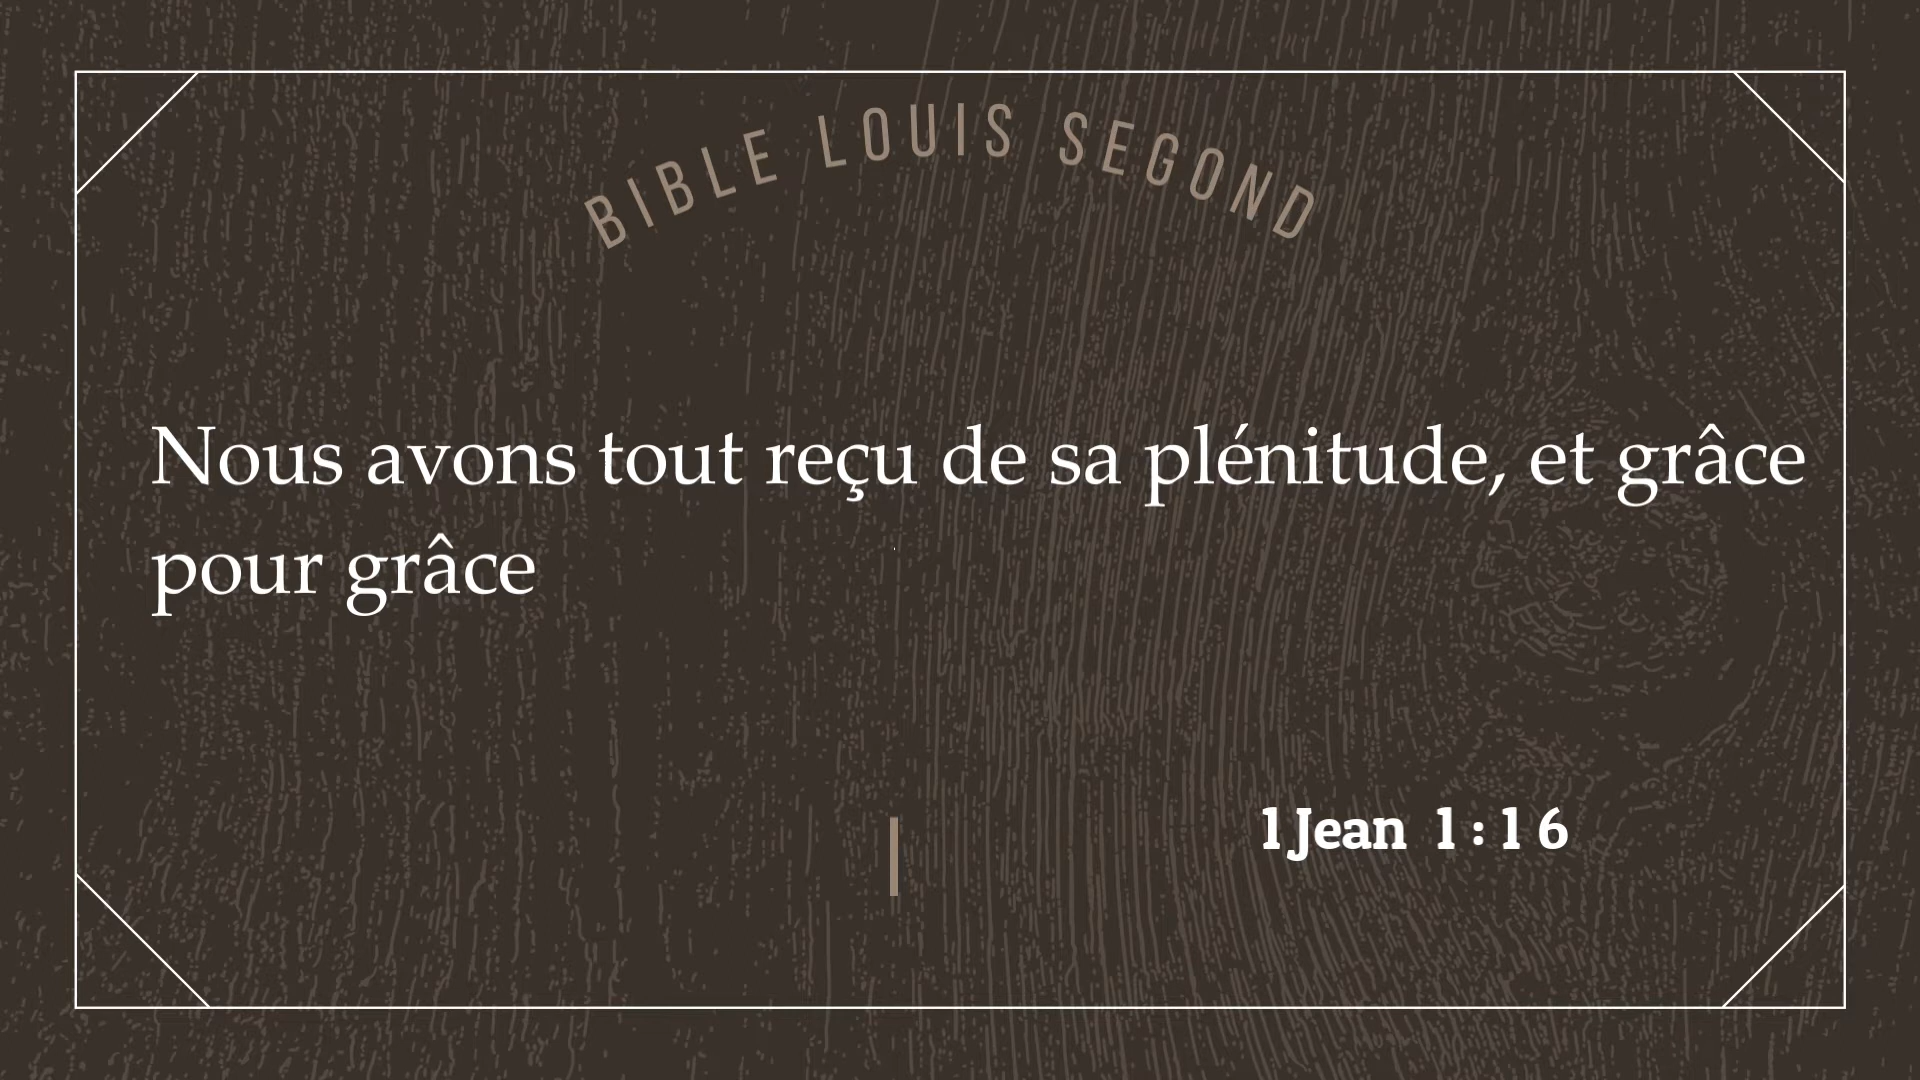 BIBLE LOUIS SEGOND
Nous avons tout reçu de sa plénitude, et grâce
pour grâce
1 Jean 1 : 1 6